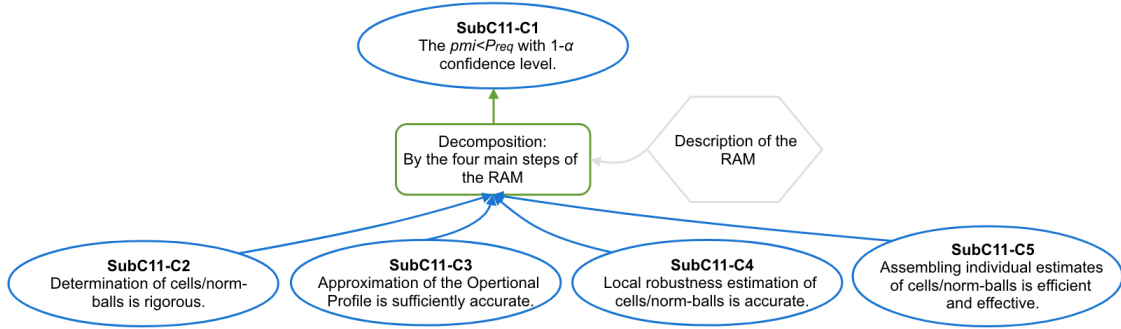 SubC11-C1
The pmi<Preq with 1-α
confidence level.
Decomposition:
By the four main steps of
the RAM
Description of the
RAM
SubC11-C2
Determination of cells/norm-
balls is rigorous.
SubC11-C3
Approximation of the Opertional
Profile is sufficiently accurate.
SubC11-C4
Local robustness estimation of
cells/norm-balls is accurate.
SubC11-C5
Assembling individual estimates
of cells/norm-balls is efficient
and effective.